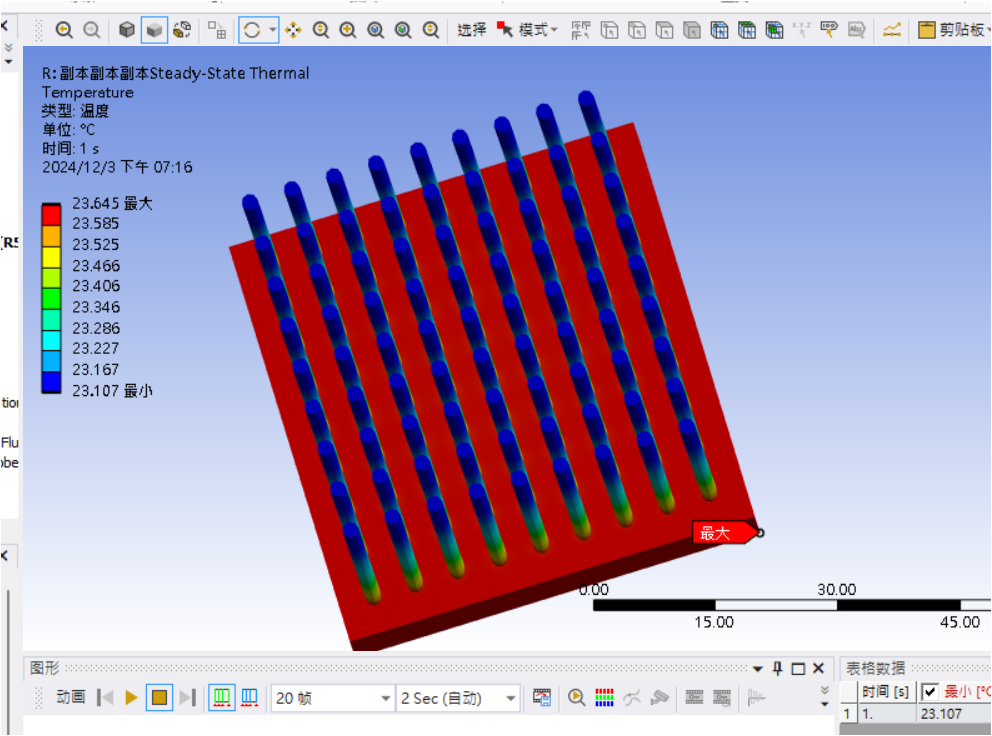 选择
模式
剪贴板
R: 副本副本副本Steady-State Thermal
Temperature
类型: 温度
单位: °C
时间: 1 s
2024/12/3 下午 07:16
23.645 最大
23.585
23.525
23.466
23.406
23.346
23.286
23.227
23.167
23.107 最小
最大
0.00
30.00
15.00
45.00
图形
动画
20 帧
2 Sec (自动)
表格数据
时间 [s]
最小 [°C
1
1.
23.107